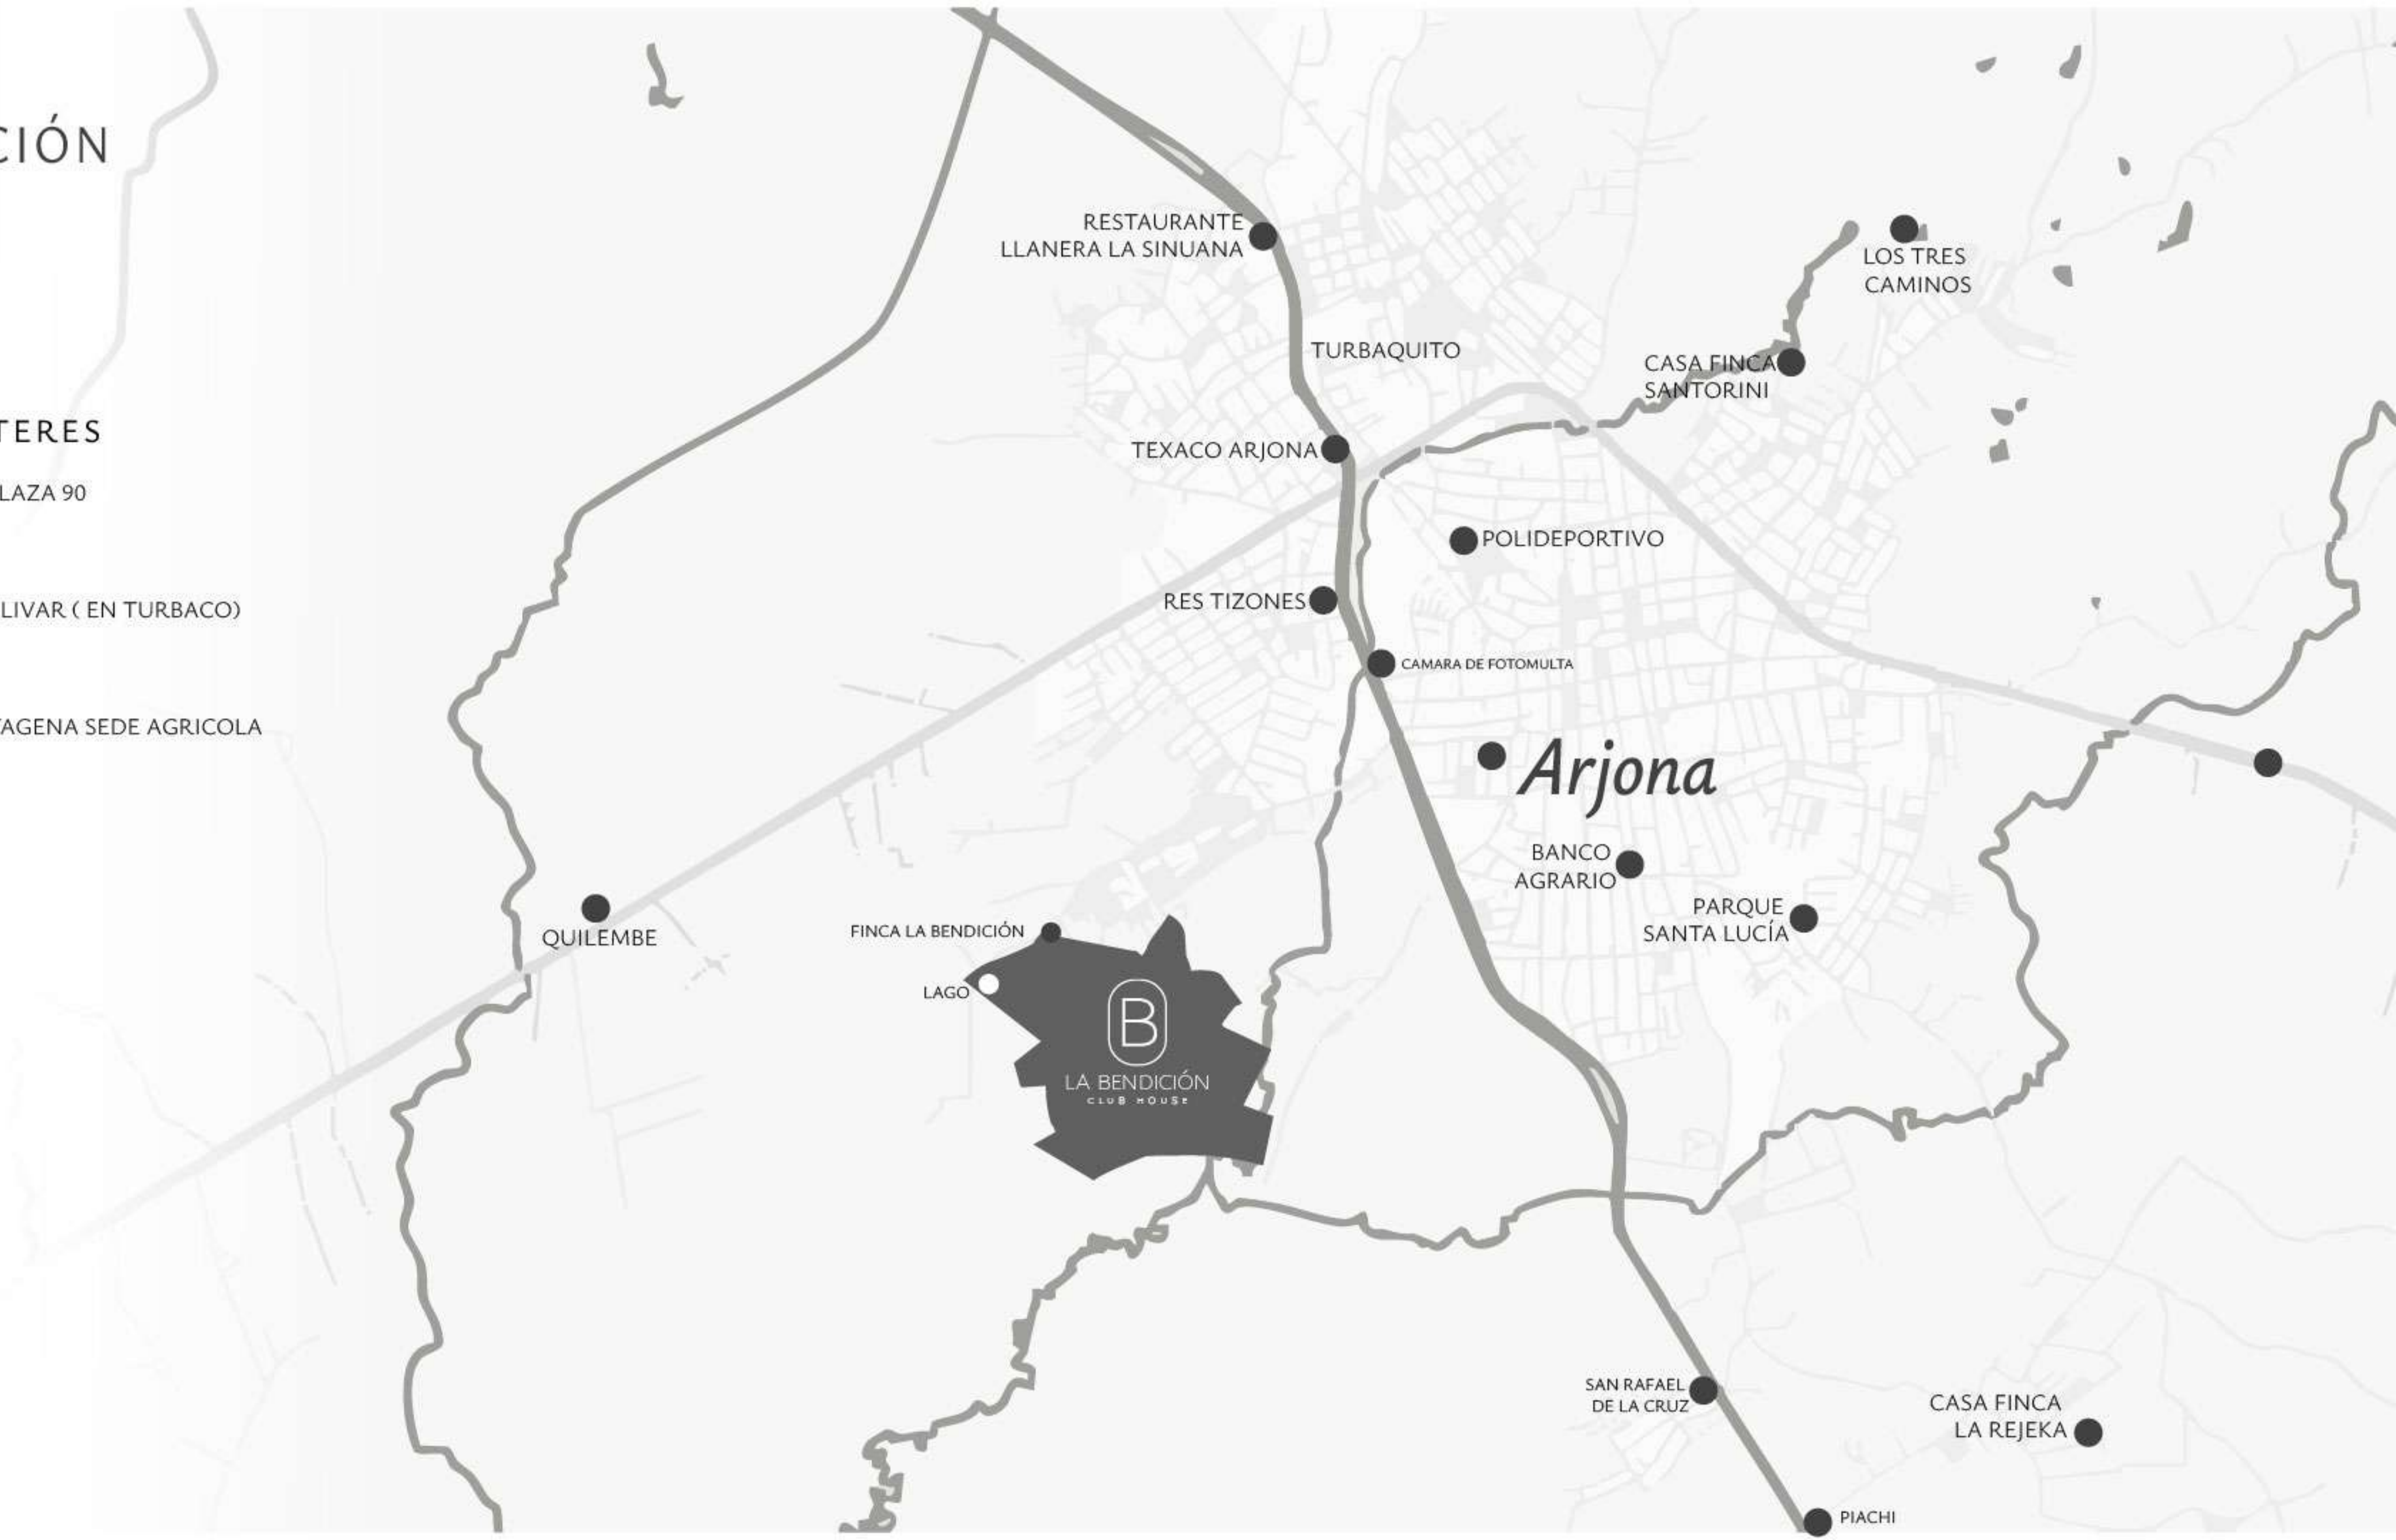 CIÓN
TERES
LAZA 90
LIVAR ( EN TURBACO)
TAGENA SEDE AGRICOLA
RESTAURANTE
LLANERA LA SINUANA
LOS TRES
CAMINOS
TURBAQUITO
CASA FINCA
SANTORINI
TEXACO ARJONA
POLIDEPORTIVO
RES TIZONES
CAMARA DE FOTOMULTA
Arjona
BANCO
AGRARIO
PARQUE
SANTA LUCÍA
QUILEMBE
FINCA LA BENDICIÓN
LAGO
B
LA BENDICIÓN
CLUB HOUSE
SAN RAFAEL
DE LA CRUZ
CASA FINCA
LA REJEKA
PIACHI